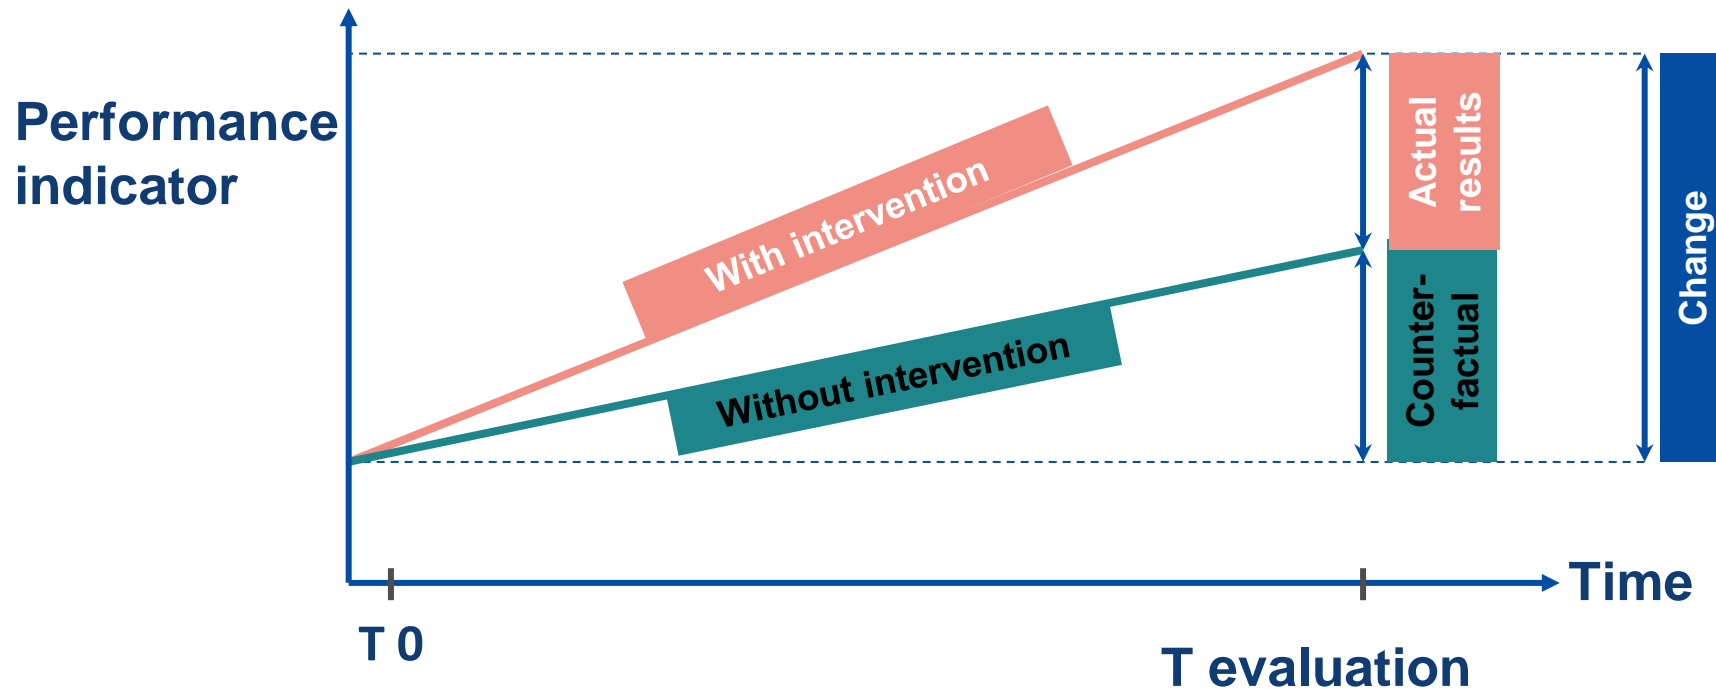 Performance
indicator
With intervention
Without intervention
Actual
results
Counter-
factual
Change
Time
T 0
T evaluation